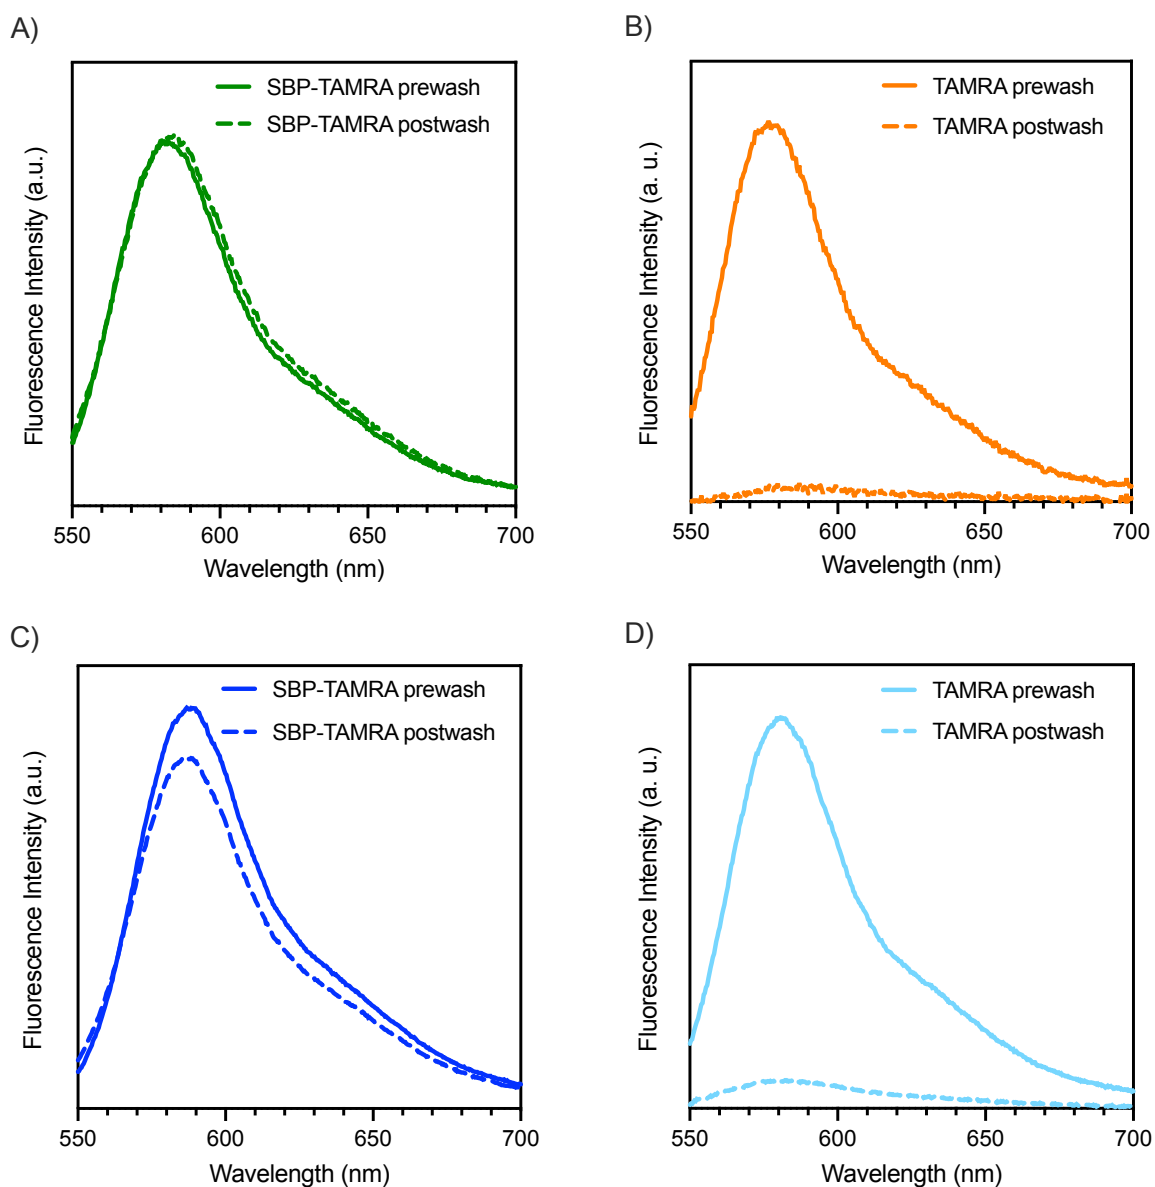 A)
SBP-TAMRA prewash
SBP-TAMRA postwash
Fluorescence Intensity (a.u.)
550 600 650 700
Wavelength (nm)
B)
TAMRA prewash
TAMRA postwash
Fluorescence Intensity (a. u.)
550 600 650 700
Wavelength (nm)
C)
SBP-TAMRA prewash
SBP-TAMRA postwash
Fluorescence Intensity (a.u.)
550 600 650 700
Wavelength (nm)
D)
TAMRA prewash
TAMRA postwash
Fluorescence Intensity (a. u.)
550 600 650 700
Wavelength (nm)